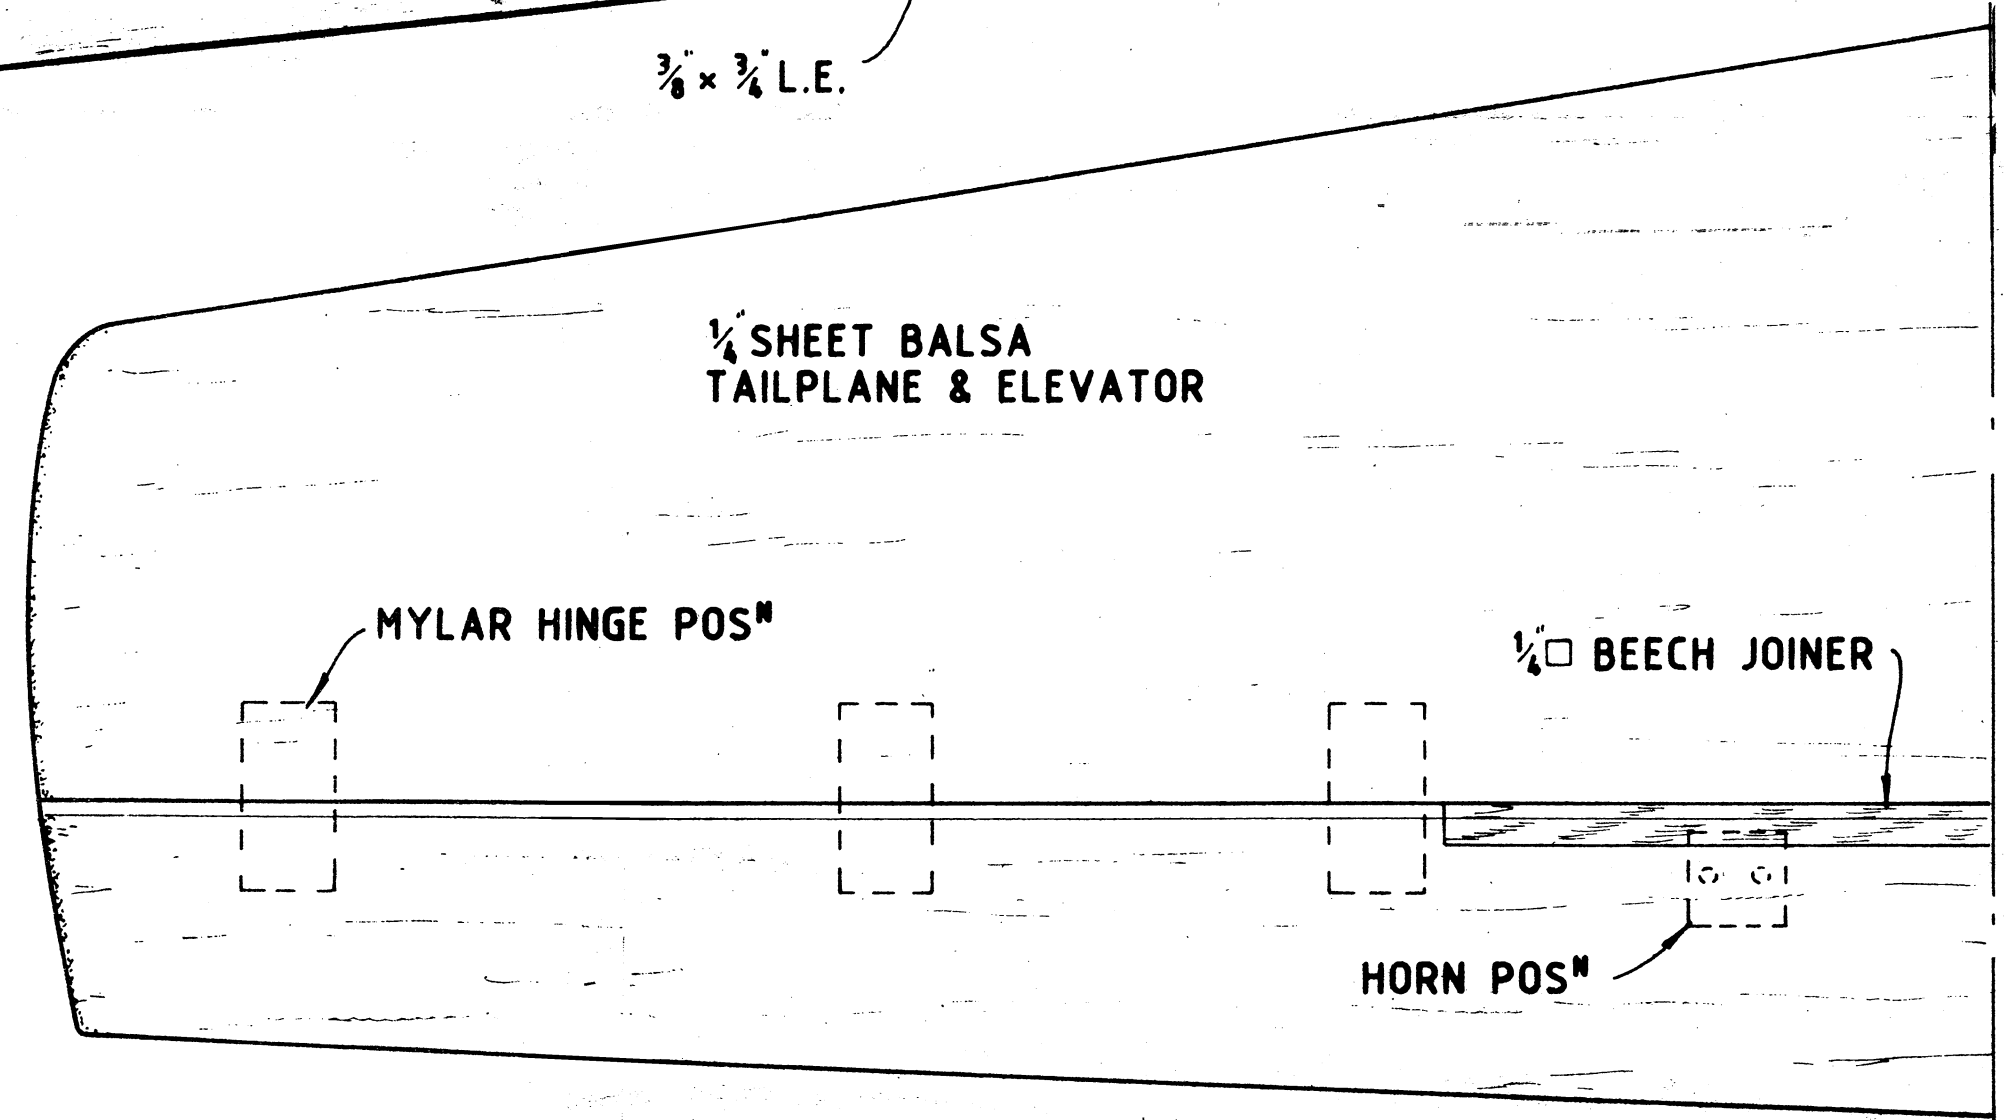 3/8" x 3/4" L.E.
1/4" SHEET BALSA
TAILPLANE & ELEVATOR
MYLAR HINGE POSᴺ
1/4"□ BEECH JOINER
HORN POSᴺ